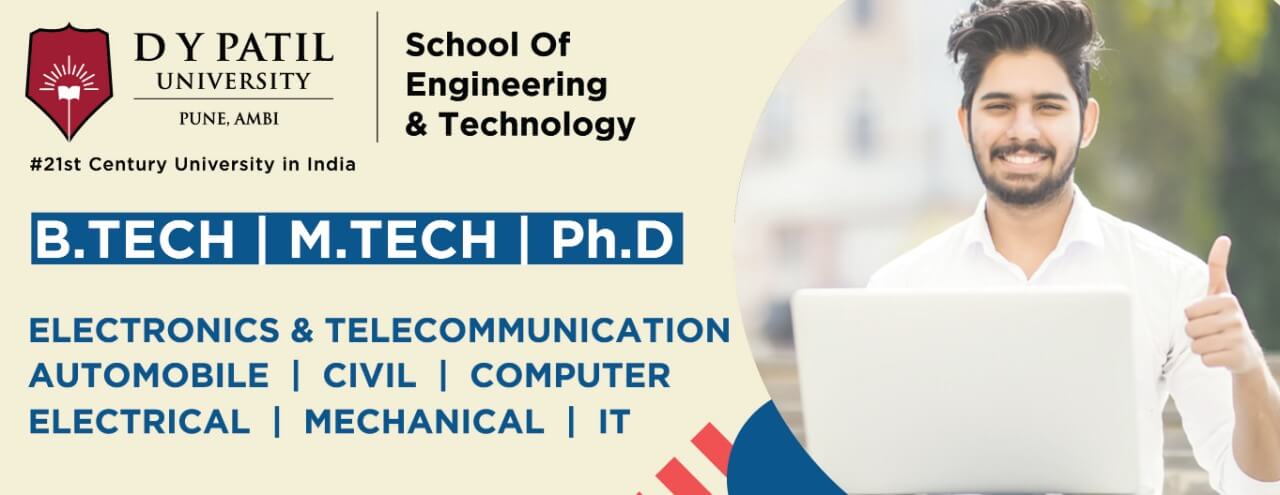 D Y PATIL
UNIVERSITY
PUNE, AMBI
#21st Century University in India
School Of
Engineering
& Technology
B.TECH | M.TECH | Ph.D
ELECTRONICS & TELECOMMUNICATION
AUTOMOBILE | CIVIL | COMPUTER
ELECTRICAL | MECHANICAL | IT